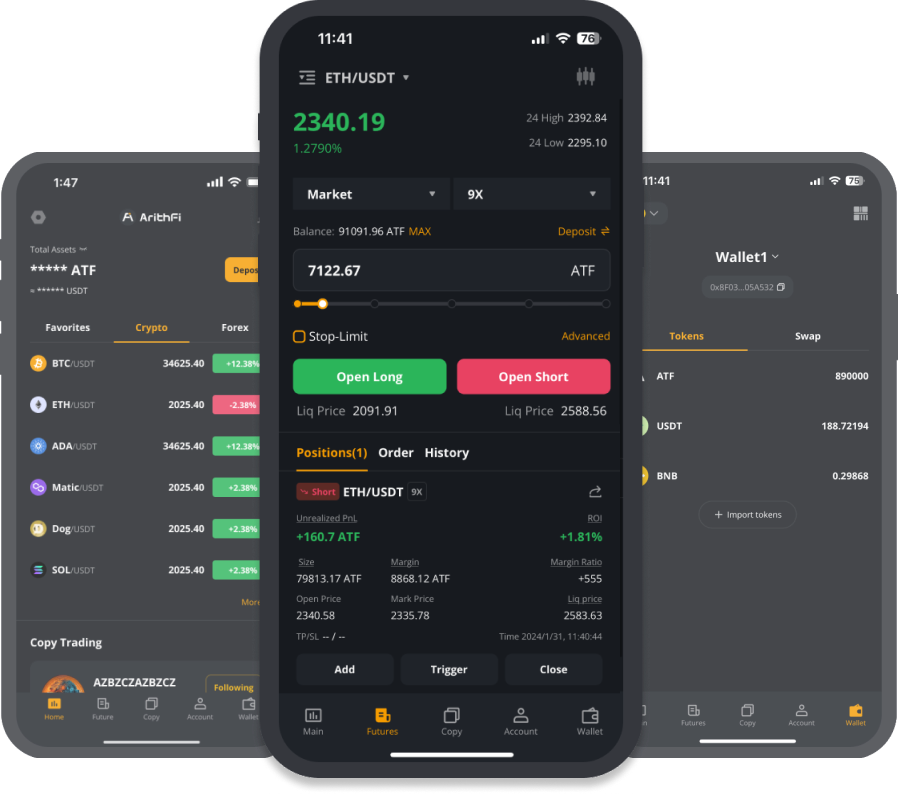 1:47
ArithFi
Total Assets
***** ATF
≈ ****** USDT
Depos
Favorites Crypto Forex
BTC/USDT 34625.40 +12.38%
ETH/USDT 2025.40 -2.38%
ADA/USDT 34625.40 +12.38%
Matic/USDT 2025.40 +2.38%
Dog/USDT 2025.40 +2.38%
SOL/USDT 2025.40 +2.38%
More
Copy Trading
AZBZCZAZBZCZ
Following
Home Future Copy Account Wallet
11:41 76
ETH/USDT
2340.19
1.2790%
24 High 2392.84
24 Low 2295.10
Market 9X
Balance: 91091.96 ATF MAX Deposit
7122.67 ATF
Stop-Limit Advanced
Open Long Open Short
Liq Price 2091.91 Liq Price 2588.56
Positions(1) Order History
Short ETH/USDT 9X
Unrealized PnL ROI
+160.7 ATF +1.81%
Size Margin Margin Ratio
79813.17 ATF 8868.12 ATF +555
Open Price Mark Price Liq price
2340.58 2335.78 2583.63
TP/SL -- / -- Time 2024/1/31, 11:40:44
Add Trigger Close
Main Futures Copy Account Wallet
11:41 76
Wallet1
0x8F03...05A532
Tokens Swap
ATF 890000
USDT 188.72194
BNB 0.29868
+ Import tokens
Futures Copy Account Wallet